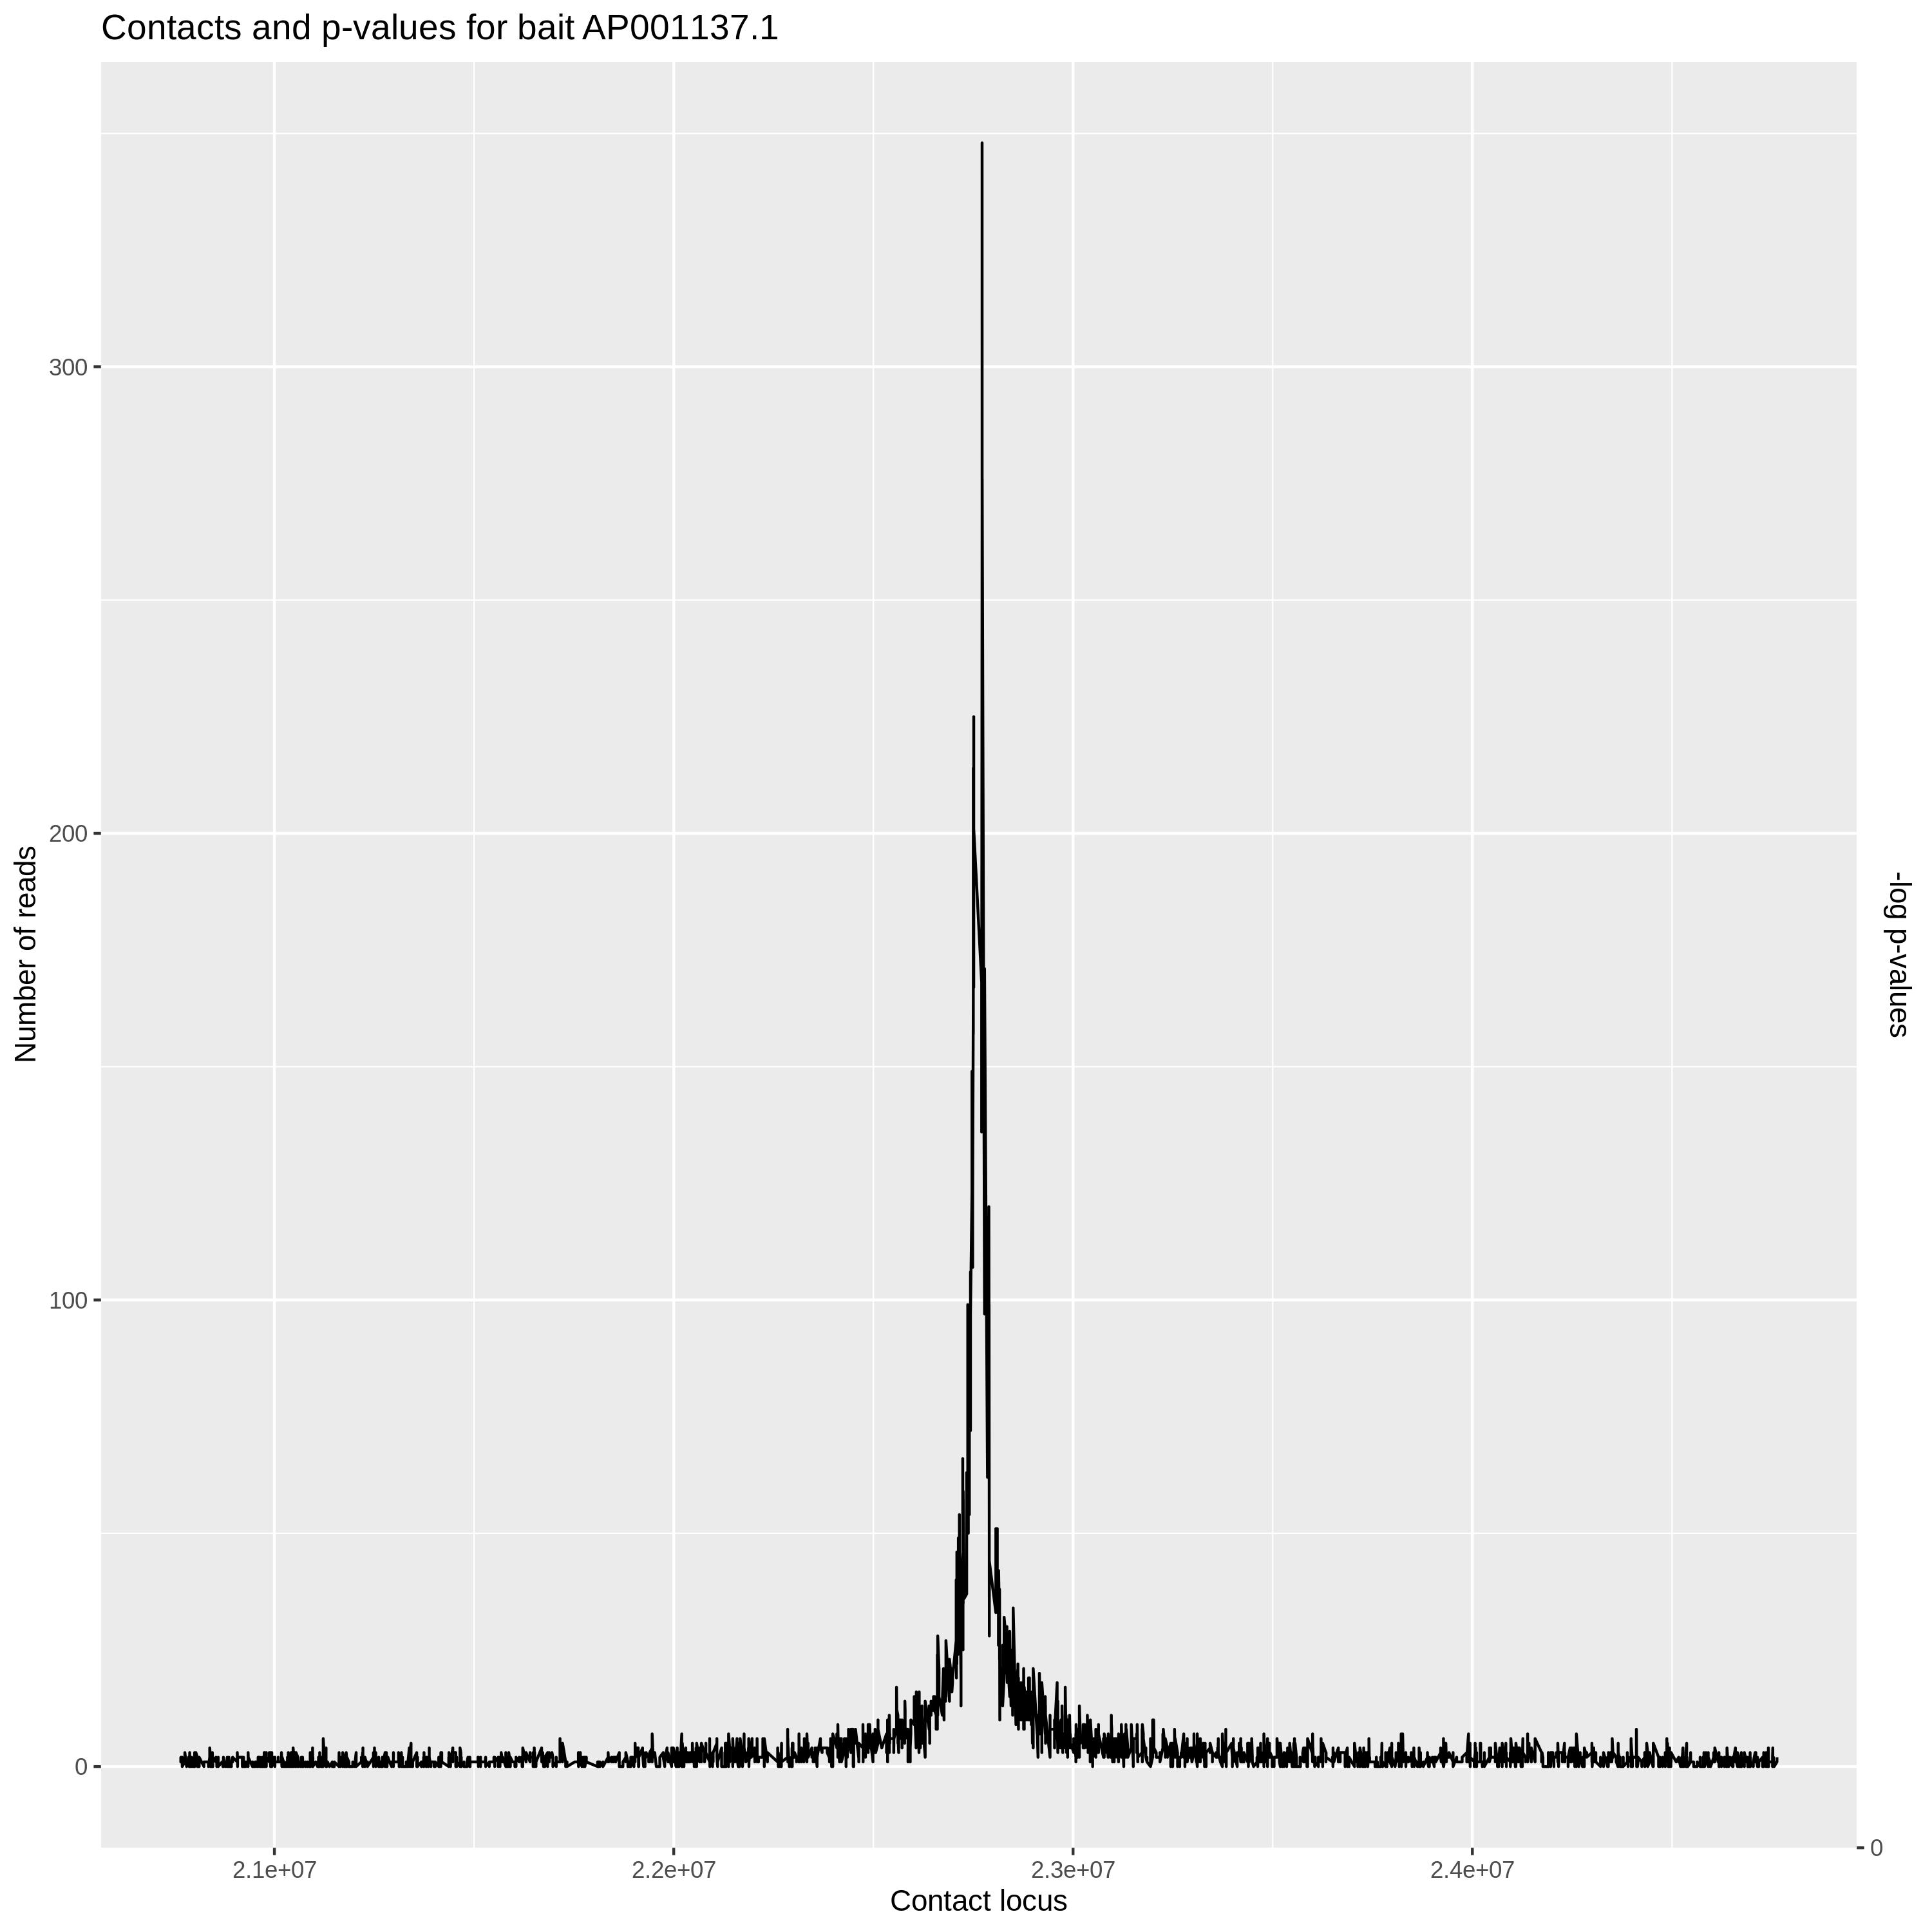 Contacts and p-values for bait AP001137.1
300
200
100
0
Number of reads
-log p-values
0
2.1e+07
2.2e+07
2.3e+07
2.4e+07
Contact locus